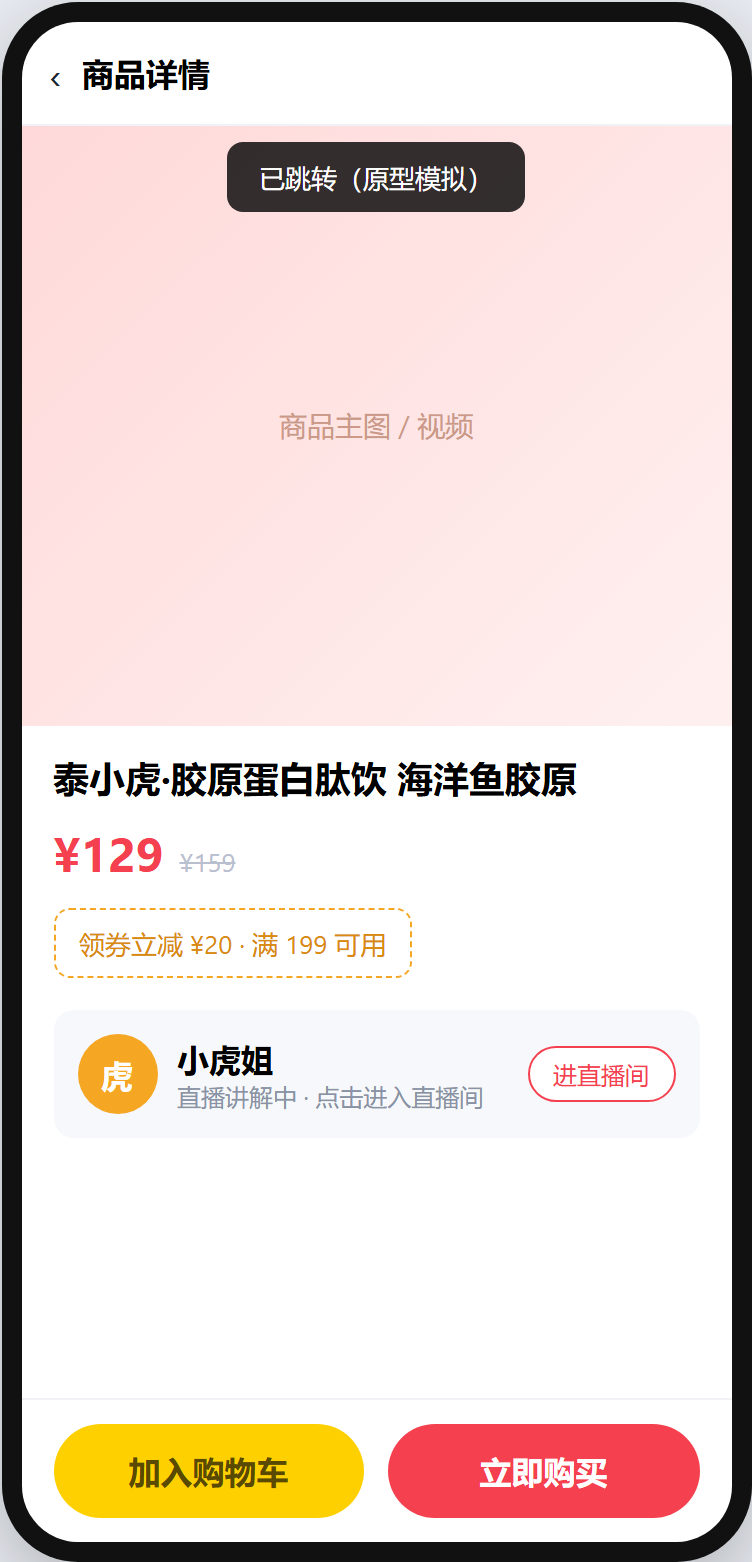 ‹ 商品详情
已跳转（原型模拟）
商品主图 / 视频
泰小虎·胶原蛋白肽饮 海洋鱼胶原
¥129 ¥159
领券立减 ¥20 · 满 199 可用
虎
小虎姐
直播讲解中 · 点击进入直播间
进直播间
加入购物车
立即购买